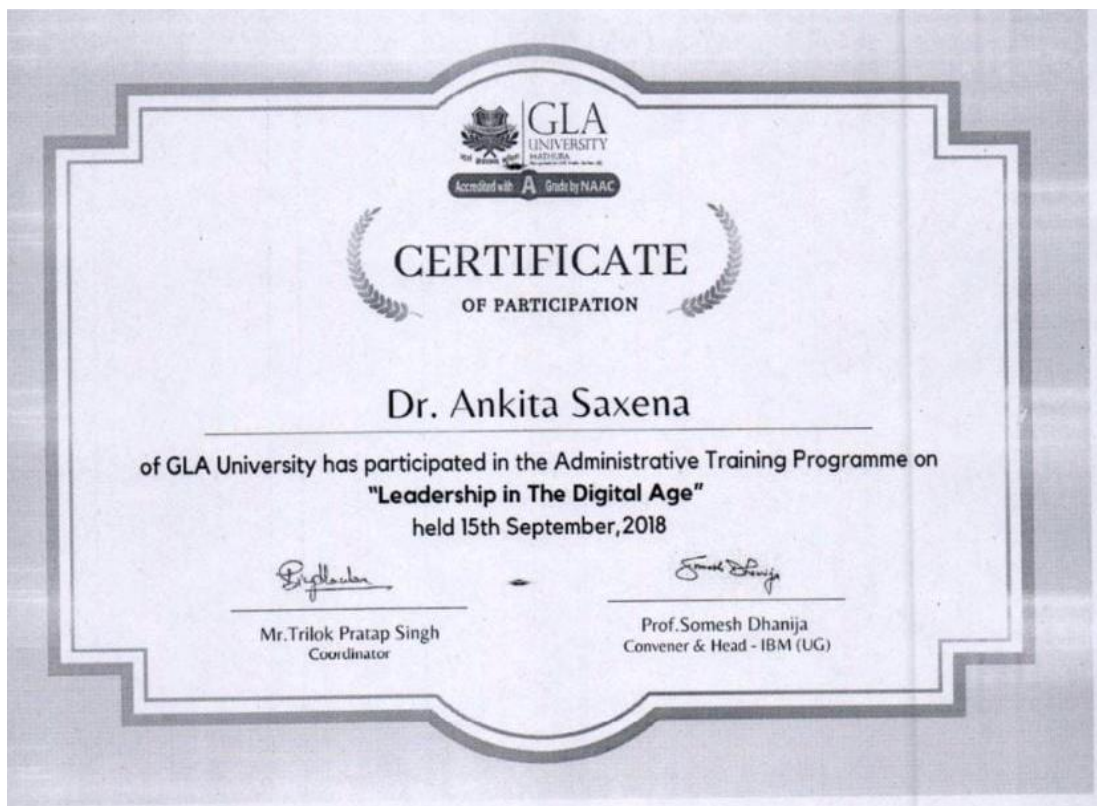 GLA
UNIVERSITY
MATHURA
Accredited with A Grade by NAAC
CERTIFICATE
OF PARTICIPATION
Dr. Ankita Saxena
of GLA University has participated in the Administrative Training Programme on
"Leadership in The Digital Age"
held 15th September,2018
Somesh Dhanija
Mr.Trilok Pratap Singh
Coordinator
Prof.Somesh Dhanija
Convener & Head - IBM (UG)